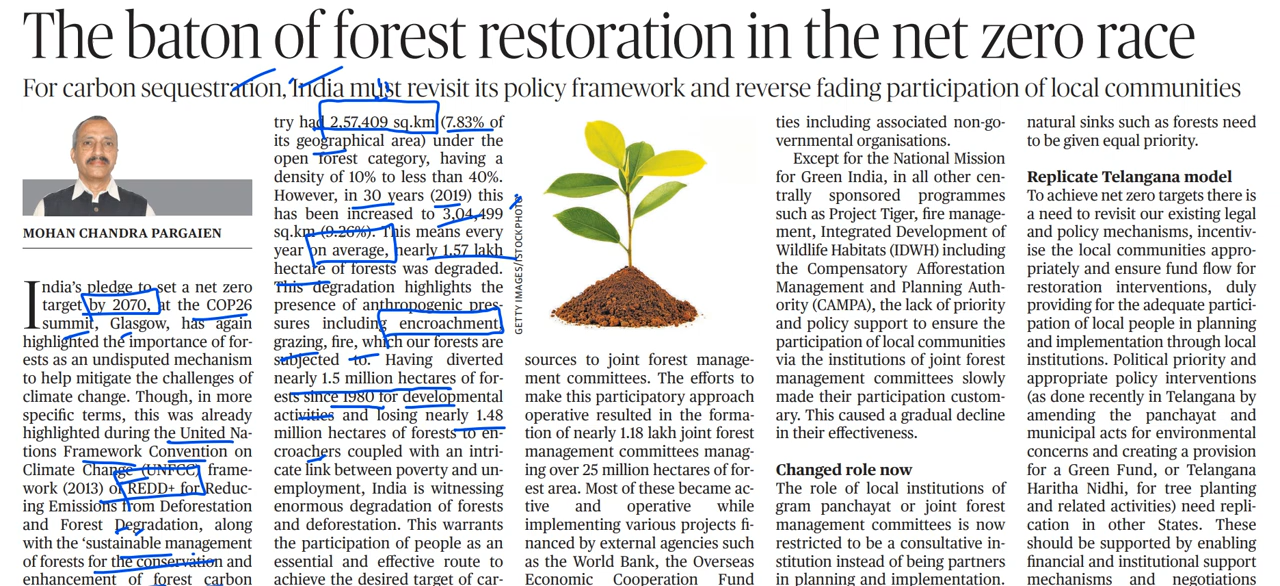 The baton of forest restoration in the net zero race
For carbon sequestration, India must revisit its policy framework and reverse fading participation of local communities
MOHAN CHANDRA PARGAIEN
India's pledge to set a net zero
target by 2070, at the COP26
summit, Glasgow, has again
highlighted the importance of for-
ests as an undisputed mechanism
to help mitigate the challenges of
climate change. Though, in more
specific terms, this was already
highlighted during the United Na-
tions Framework Convention on
Climate Change (UNFCC) frame-
work (2013) of REDD+ for Reduc-
ing Emissions from Deforestation
and Forest Degradation, along
with the ‘sustainable management
of forests for the conservation and
enhancement of forest carbon
try had 2,57,409 sq.km (7.83% of
its geographical area) under the
open forest category, having a
density of 10% to less than 40%.
However, in 30 years (2019) this
has been increased to 3,04,499
sq.km (9.26%). This means every
year on average, nearly 1.57 lakh
hectare of forests was degraded.
This degradation highlights the
presence of anthropogenic pres-
sures including encroachment,
grazing, fire, which our forests are
subjected to. Having diverted
nearly 1.5 million hectares of for-
ests since 1980 for developmental
activities and losing nearly 1.48
million hectares of forests to en-
croachers coupled with an intri-
cate link between poverty and un-
employment, India is witnessing
enormous degradation of forests
and deforestation. This warrants
the participation of people as an
essential and effective route to
achieve the desired target of car-
GETTY IMAGES/ISTOCKPHOTO
sources to joint forest manage-
ment committees. The efforts to
make this participatory approach
operative resulted in the forma-
tion of nearly 1.18 lakh joint forest
management committees manag-
ing over 25 million hectares of for-
est area. Most of these became ac-
tive and operative while
implementing various projects fi-
nanced by external agencies such
as the World Bank, the Overseas
Economic Cooperation Fund
ties including associated non-go-
vernmental organisations.
Except for the National Mission
for Green India, in all other cen-
trally sponsored programmes
such as Project Tiger, fire manage-
ment, Integrated Development of
Wildlife Habitats (IDWH) including
the Compensatory Afforestation
Management and Planning Auth-
ority (CAMPA), the lack of priority
and policy support to ensure the
participation of local communities
via the institutions of joint forest
management committees slowly
made their participation custom-
ary. This caused a gradual decline
in their effectiveness.
Changed role now
The role of local institutions of
gram panchayat or joint forest
management committees is now
restricted to be a consultative in-
stitution instead of being partners
in planning and implementation.
natural sinks such as forests need
to be given equal priority.
Replicate Telangana model
To achieve net zero targets there is
a need to revisit our existing legal
and policy mechanisms, incentiv-
ise the local communities appro-
priately and ensure fund flow for
restoration interventions, duly
providing for the adequate partici-
pation of local people in planning
and implementation through local
institutions. Political priority and
appropriate policy interventions
(as done recently in Telangana by
amending the panchayat and
municipal acts for environmental
concerns and creating a provision
for a Green Fund, or Telangana
Haritha Nidhi, for tree planting
and related activities) need repli-
cation in other States. These
should be supported by enabling
financial and institutional support
mechanisms and negotiations